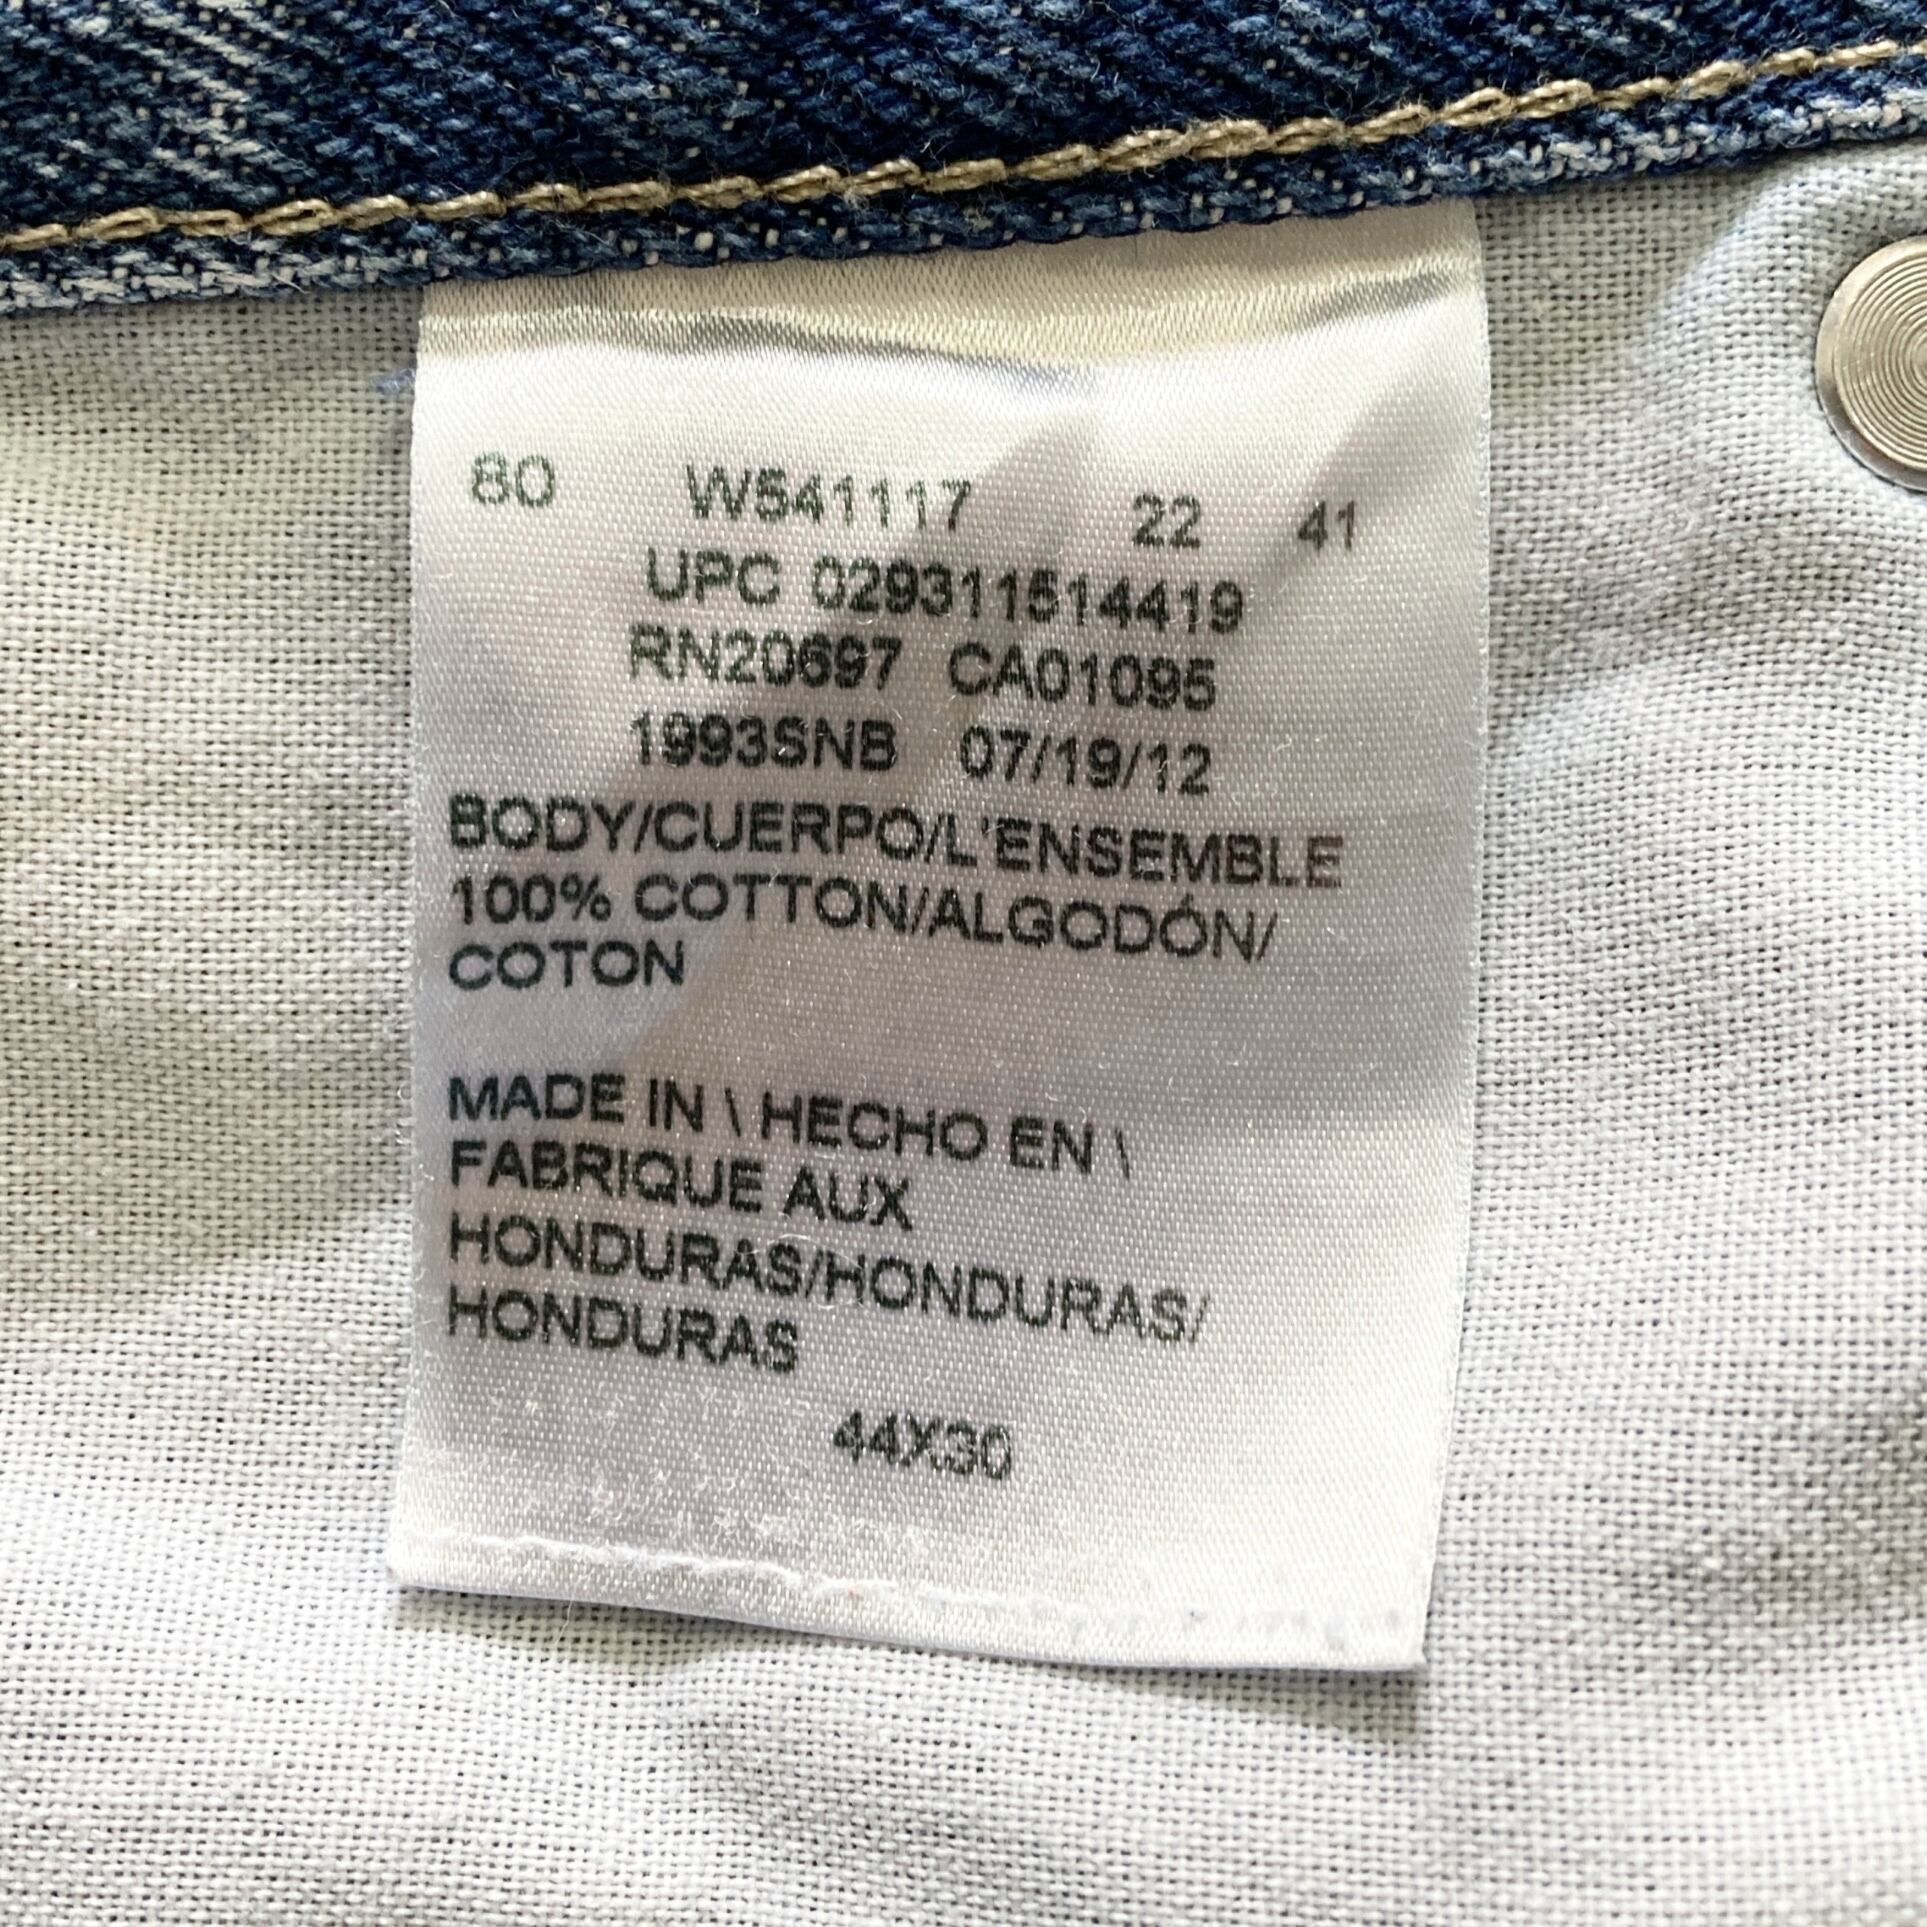 80 W541117 22 41
UPC 029311514419
RN20697 CA01095
1993SNB 07/19/12
BODY/CUERPO/L'ENSEMBLE
100% COTTON/ALGODÓN/
COTON
MADE IN \ HECHO EN \
FABRIQUE AUX
HONDURAS/HONDURAS/
HONDURAS
44X30